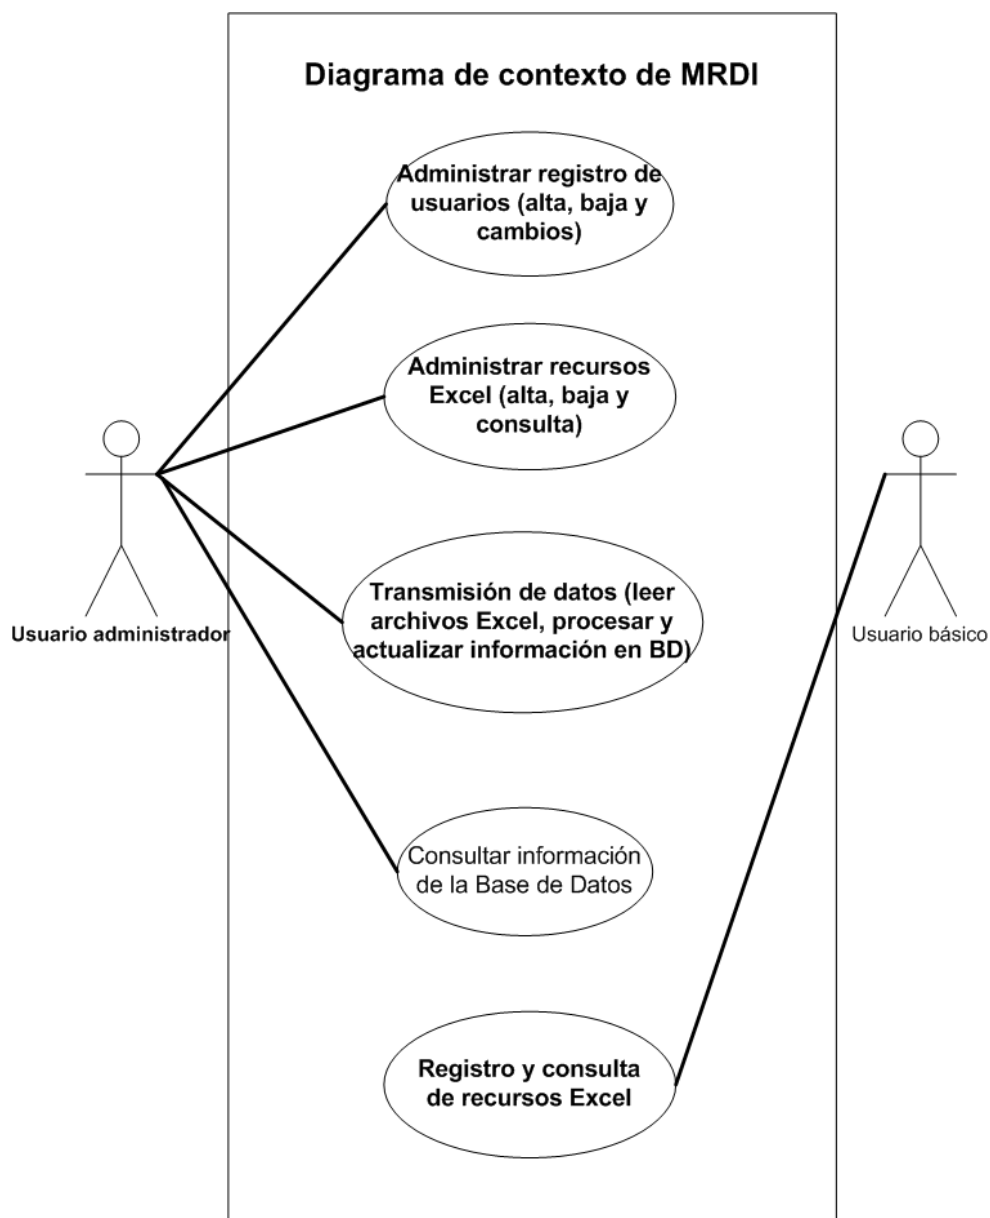 Diagrama de contexto de MRDI
Administrar registro de
usuarios (alta, baja y
cambios)
Administrar recursos
Excel (alta, baja y
consulta)
Transmisión de datos (leer
archivos Excel, procesar y
actualizar información en BD)
Usuario administrador
Usuario básico
Consultar información
de la Base de Datos
Registro y consulta
de recursos Excel